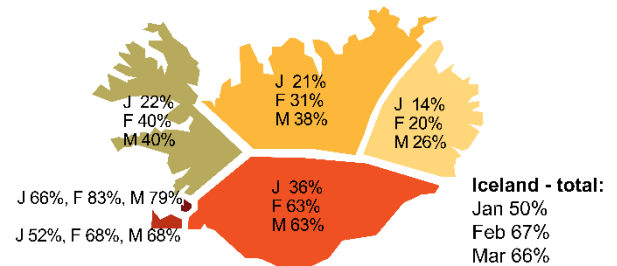 J 21%
F 31%
M 38%
J 22%
F 40%
M 40%
J 14%
F 20%
M 26%
J 36%
F 63%
M 63%
J 66%, F 83%, M 79%
J 52%, F 68%, M 68%
Iceland - total:
Jan 50%
Feb 67%
Mar 66%